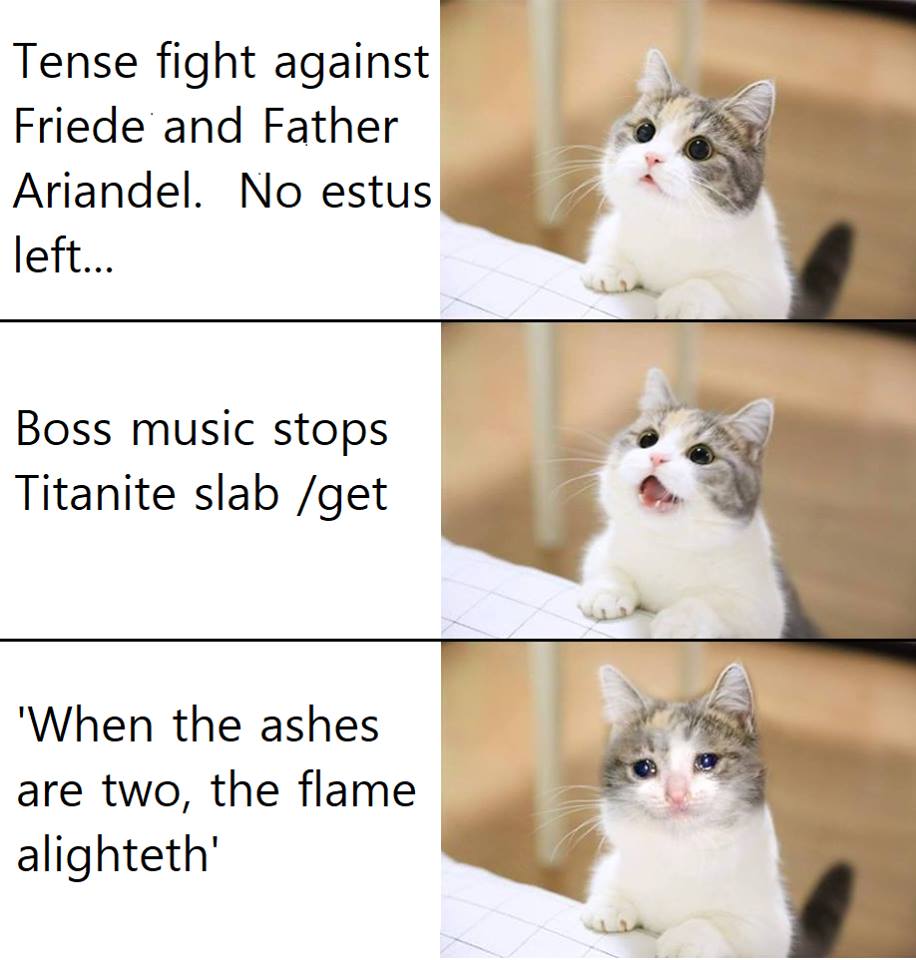 Tense fight against
Friede and Father
Ariandel.  No estus
left...
Boss music stops
Titanite slab /get
'When the ashes
are two, the flame
alighteth'